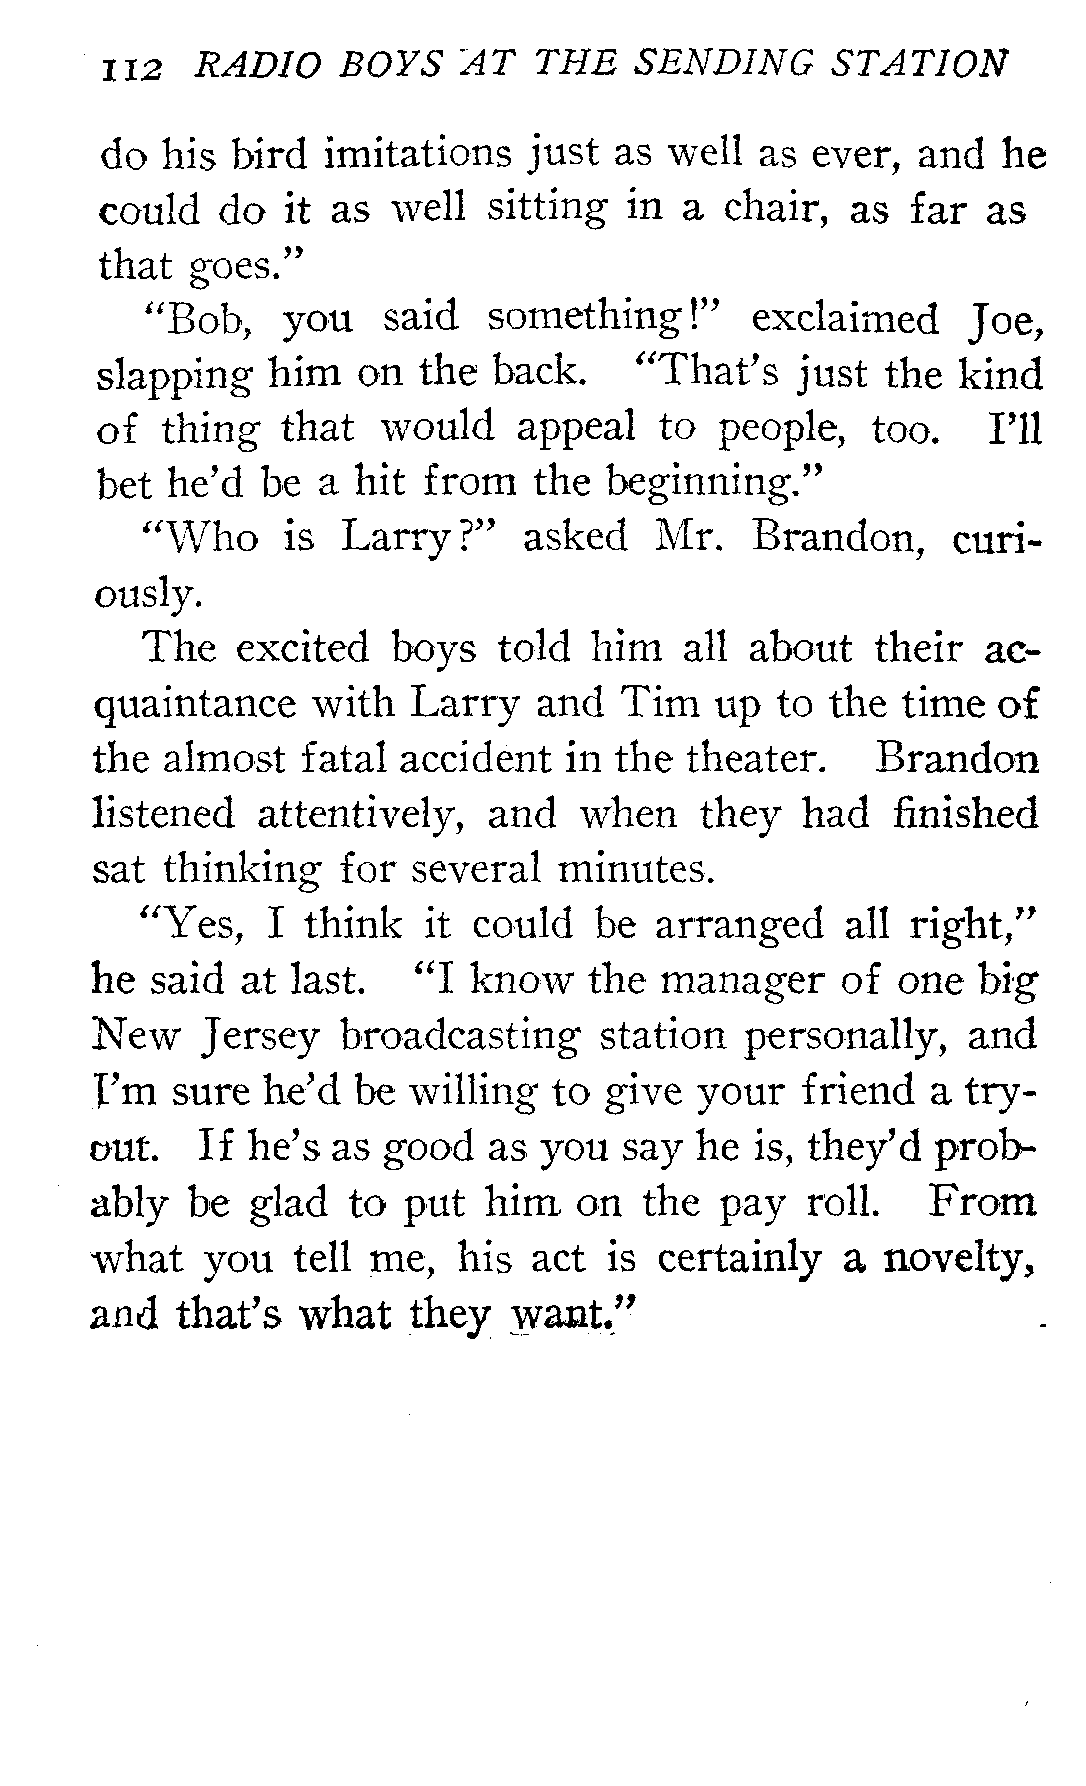 112 RADIO BOYS AT THE SENDING STATION
do his bird imitations just as well as ever, and he
could do it as well sitting in a chair, as far as
that goes.”
“Bob, you said something!” exclaimed Joe,
slapping him on the back. “That’s just the kind
of thing that would appeal to people, too. I’ll
bet he’d be a hit from the beginning.”
“Who is Larry?” asked Mr. Brandon, curi-
ously.
The excited boys told him all about their ac-
quaintance with Larry and Tim up to the time of
the almost fatal accident in the theater. Brandon
listened attentively, and when they had finished
sat thinking for several minutes.
“Yes, I think it could be arranged all right,”
he said at last. “I know the manager of one big
New Jersey broadcasting station personally, and
I’m sure he’d be willing to give your friend a try-
out. If he’s as good as you say he is, they’d prob-
ably be glad to put him on the pay roll. From
what you tell me, his act is certainly a novelty,
and that’s what they want.”